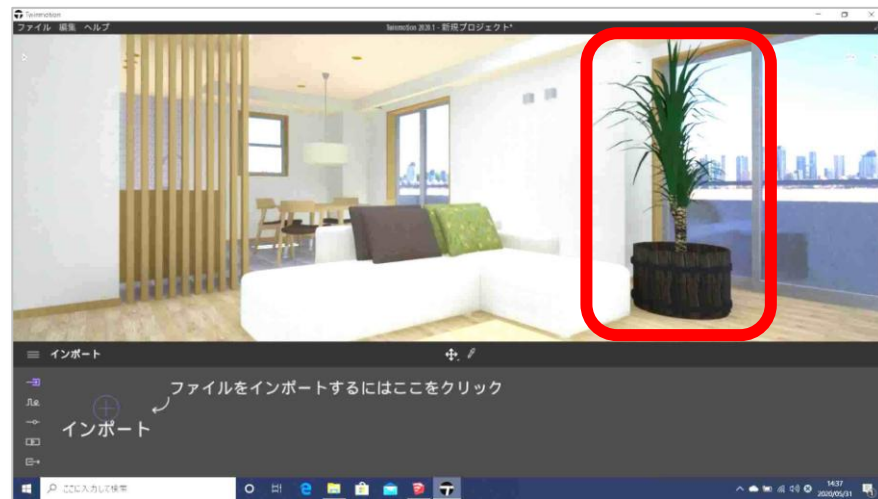 Twinmotion
ファイル 編集 ヘルプ
Twinmotion 2020.1 - 新規プロジェクト*
インポート
ファイルをインポートするにはここをクリック
インポート
ここに入力して検索
14:37
2020/05/31